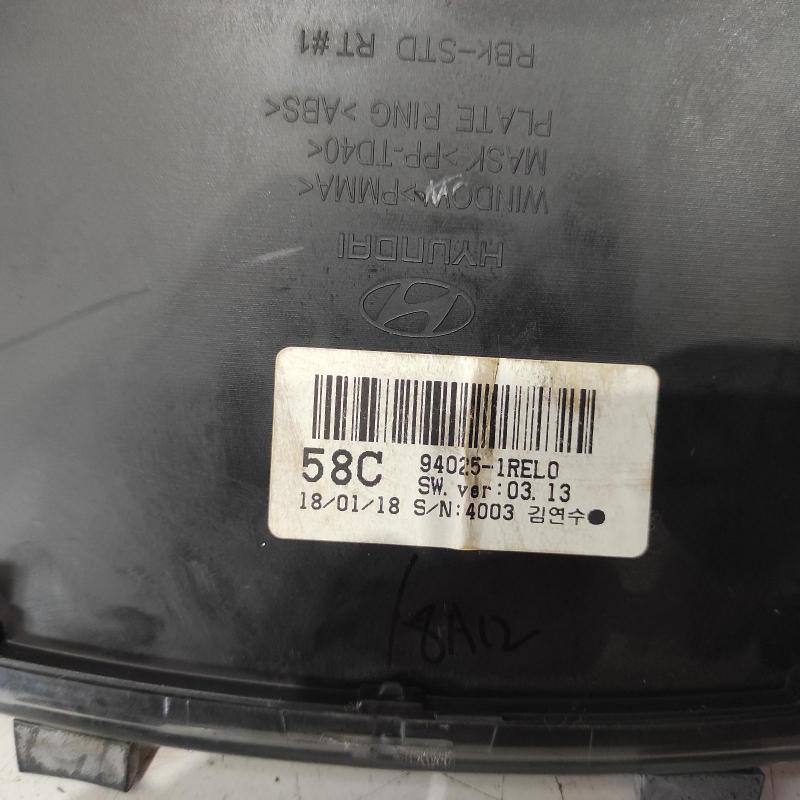 RBK-STD RT#1
PLATE RING >ABS<
MASK >PP-TD40<
WINDOW >PMMA<
HYUNDAI
58C
94025-1REL0
SW. ver:03.13
18/01/18 S/N:4003 김연수●
18A12